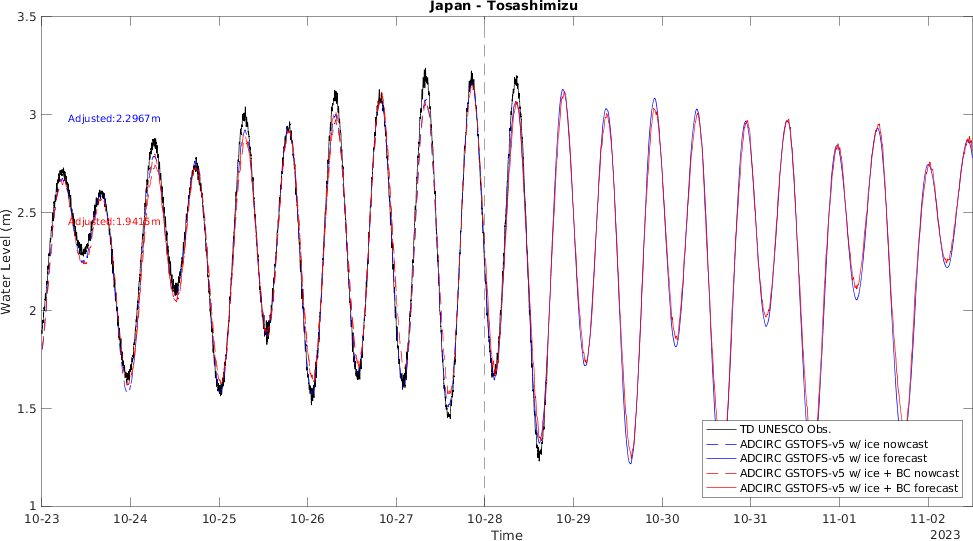 Japan - Tosashimizu
Water Level (m)
3.5
3
2.5
2
1.5
1
Adjusted:2.2967m
Adjusted:1.9415m
TD UNESCO Obs.
ADCIRC GSTOFS-v5 w/ ice nowcast
ADCIRC GSTOFS-v5 w/ ice forecast
ADCIRC GSTOFS-v5 w/ ice + BC nowcast
ADCIRC GSTOFS-v5 w/ ice + BC forecast
10-23 10-24 10-25 10-26 10-27 10-28 10-29 10-30 10-31 11-01 11-02
Time
2023